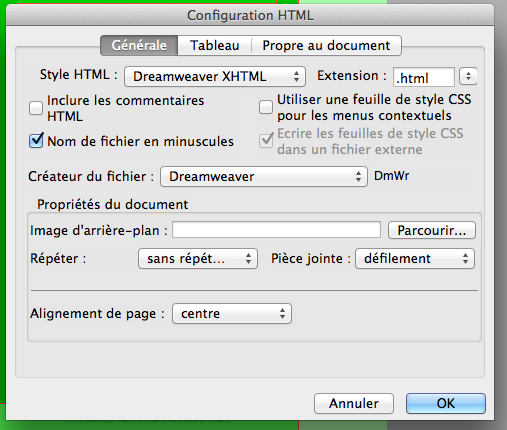 Configuration HTML
Générale Tableau Propre au document
Style HTML : Dreamweaver XHTML Extension : .html
Inclure les commentaires
HTML
Utiliser une feuille de style CSS
pour les menus contextuels
Nom de fichier en minuscules
Ecrire les feuilles de style CSS
dans un fichier externe
Créateur du fichier : Dreamweaver DmWr
Propriétés du document
Image d'arrière-plan : Parcourir...
Répéter : sans répét... Pièce jointe : défilement
Alignement de page : centre
Annuler OK